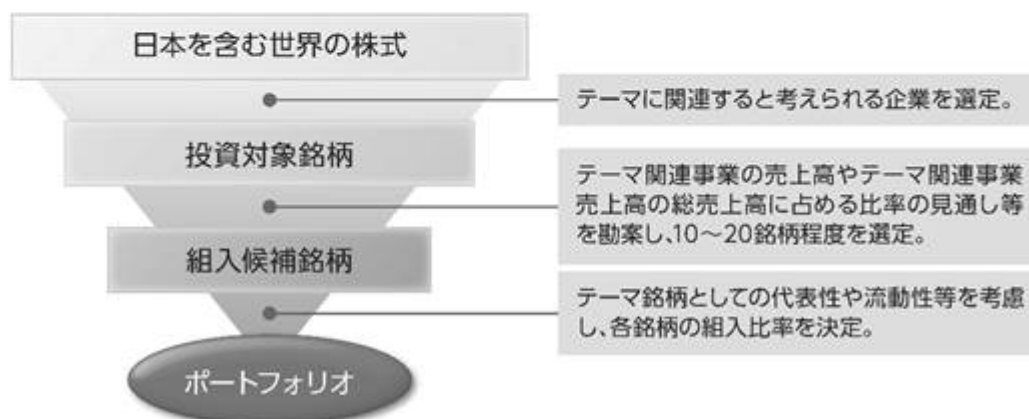 日本を含む世界の株式
テーマに関連すると考えられる企業を選定。
投資対象銘柄
テーマ関連事業の売上高やテーマ関連事業
売上高の総売上高に占める比率の見通し等
を勘案し、10〜20銘柄程度を選定。
組入候補銘柄
テーマ銘柄としての代表性や流動性等を考慮
し、各銘柄の組入比率を決定。
ポートフォリオ